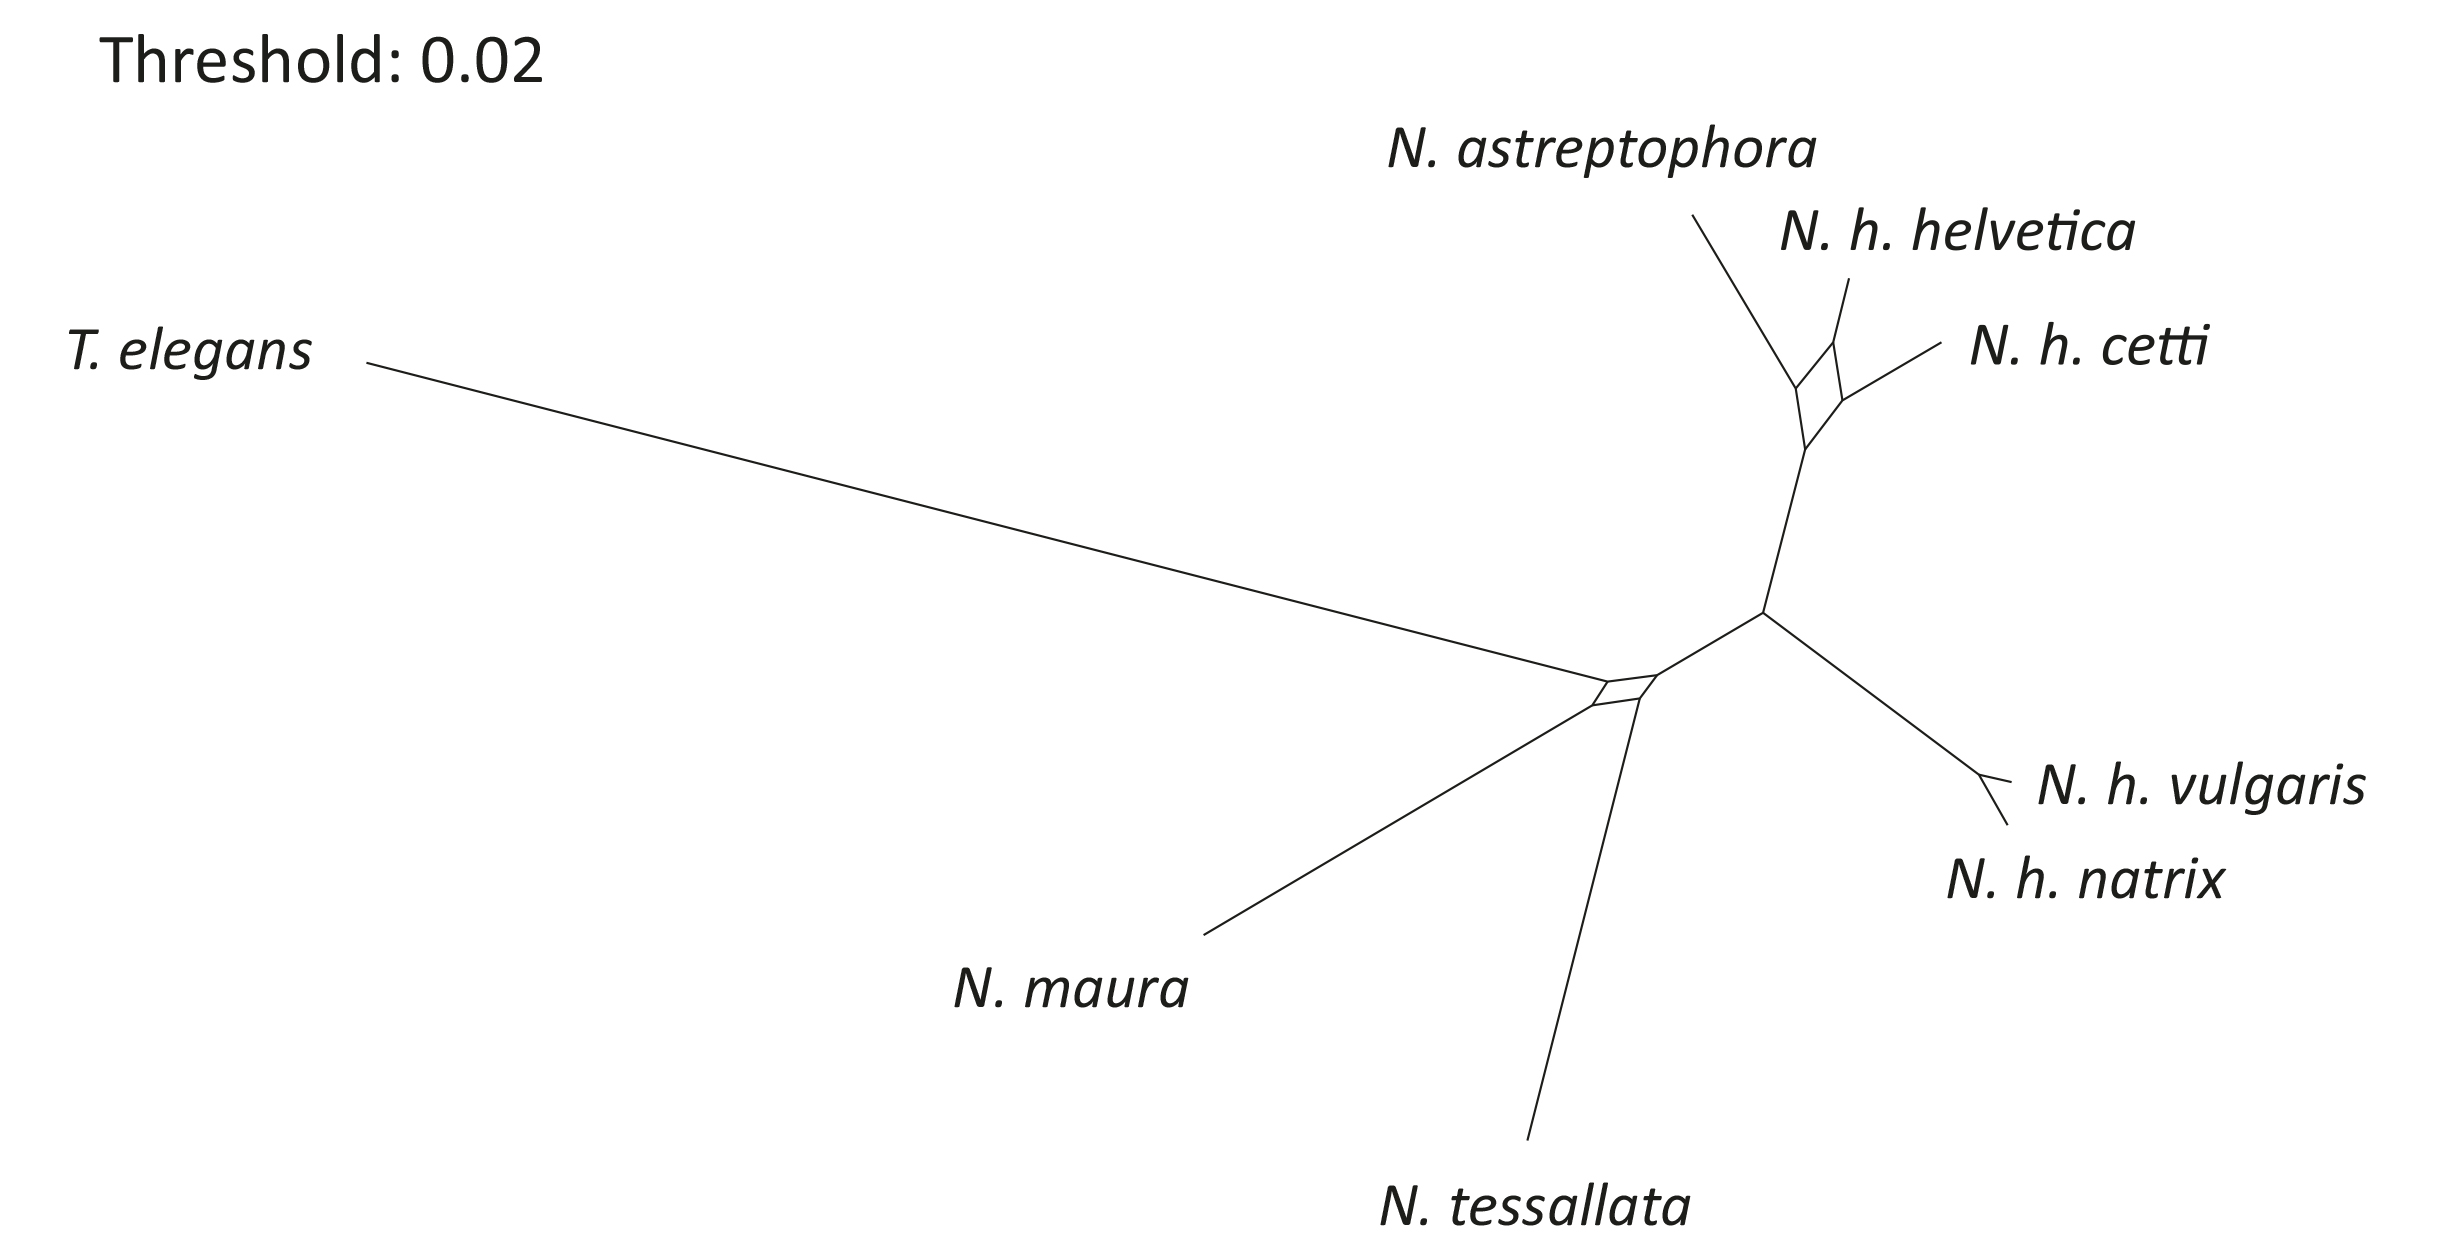 Threshold: 0.02
N. astreptophora
N. h. helvetica
T. elegans
N. h. cetti
N. h. vulgaris
N. h. natrix
N. maura
N. tessallata